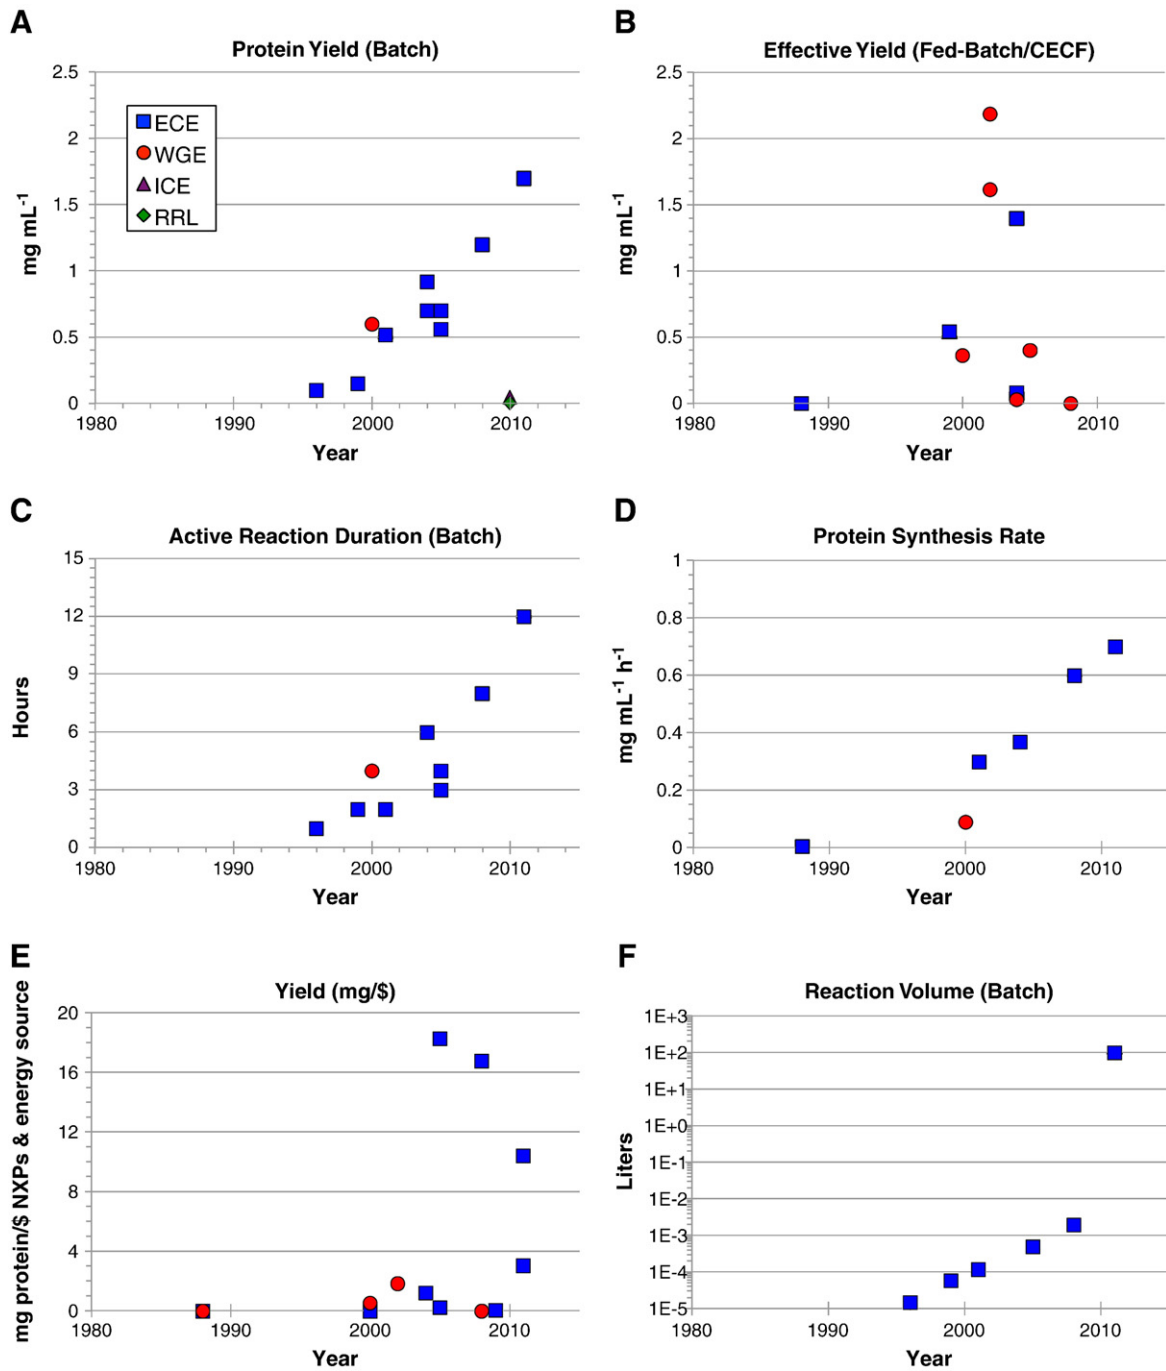 A
Protein Yield (Batch)
mg mL⁻¹
2.5
2
1.5
1
0.5
0
ECE
WGE
ICE
RRL
1980 1990 2000 2010
Year
B
Effective Yield (Fed-Batch/CECF)
mg mL⁻¹
2.5
2
1.5
1
0.5
0
1980 1990 2000 2010
Year
C
Active Reaction Duration (Batch)
Hours
15
12
9
6
3
0
1980 1990 2000 2010
Year
D
Protein Synthesis Rate
mg mL⁻¹ h⁻¹
1
0.8
0.6
0.4
0.2
0
1980 1990 2000 2010
Year
E
Yield (mg/$)
mg protein/$ NXPs & energy source
20
16
12
8
4
0
1980 1990 2000 2010
Year
F
Reaction Volume (Batch)
Liters
1E+3
1E+2
1E+1
1E+0
1E-1
1E-2
1E-3
1E-4
1E-5
1980 1990 2000 2010
Year